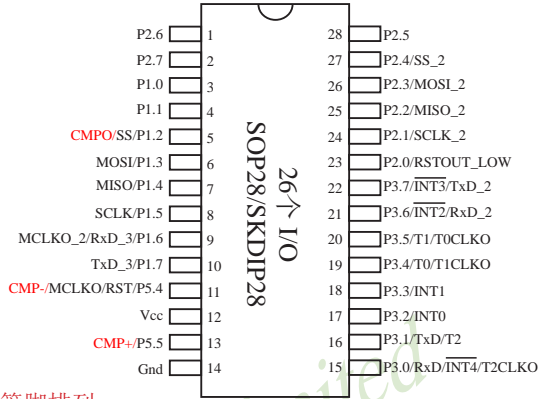 P2.6 1 28 P2.5
P2.7 2 27 P2.4/SS_2
P1.0 3 26 P2.3/MOSI_2
P1.1 4 25 P2.2/MISO_2
CMPO/SS/P1.2 5 24 P2.1/SCLK_2
MOSI/P1.3 6 23 P2.0/RSTOUT_LOW
MISO/P1.4 7 22 P3.7/INT3/TxD_2
SCLK/P1.5 8 21 P3.6/INT2/RxD_2
MCLKO_2/RxD_3/P1.6 9 20 P3.5/T1/T0CLKO
TxD_3/P1.7 10 19 P3.4/T0/T1CLKO
CMP-/MCLKO/RST/P5.4 11 18 P3.3/INT1
Vcc 12 17 P3.2/INT0
CMP+/P5.5 13 16 P3.1/TxD/T2
Gnd 14 15 P3.0/RxD/INT4/T2CLKO
26个 I/O
SOP28/SKDIP28